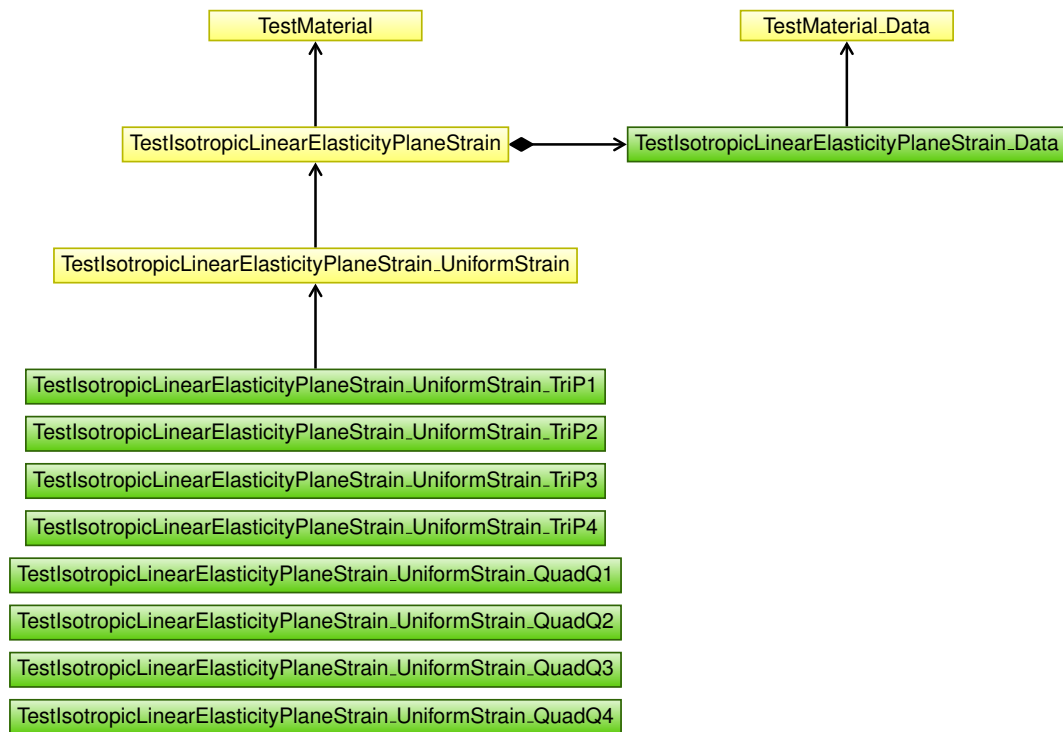 TestMaterial
TestMaterial_Data
TestIsotropicLinearElasticityPlaneStrain
TestIsotropicLinearElasticityPlaneStrain_Data
TestIsotropicLinearElasticityPlaneStrain_UniformStrain
TestIsotropicLinearElasticityPlaneStrain_UniformStrain_TriP1
TestIsotropicLinearElasticityPlaneStrain_UniformStrain_TriP2
TestIsotropicLinearElasticityPlaneStrain_UniformStrain_TriP3
TestIsotropicLinearElasticityPlaneStrain_UniformStrain_TriP4
TestIsotropicLinearElasticityPlaneStrain_UniformStrain_QuadQ1
TestIsotropicLinearElasticityPlaneStrain_UniformStrain_QuadQ2
TestIsotropicLinearElasticityPlaneStrain_UniformStrain_QuadQ3
TestIsotropicLinearElasticityPlaneStrain_UniformStrain_QuadQ4